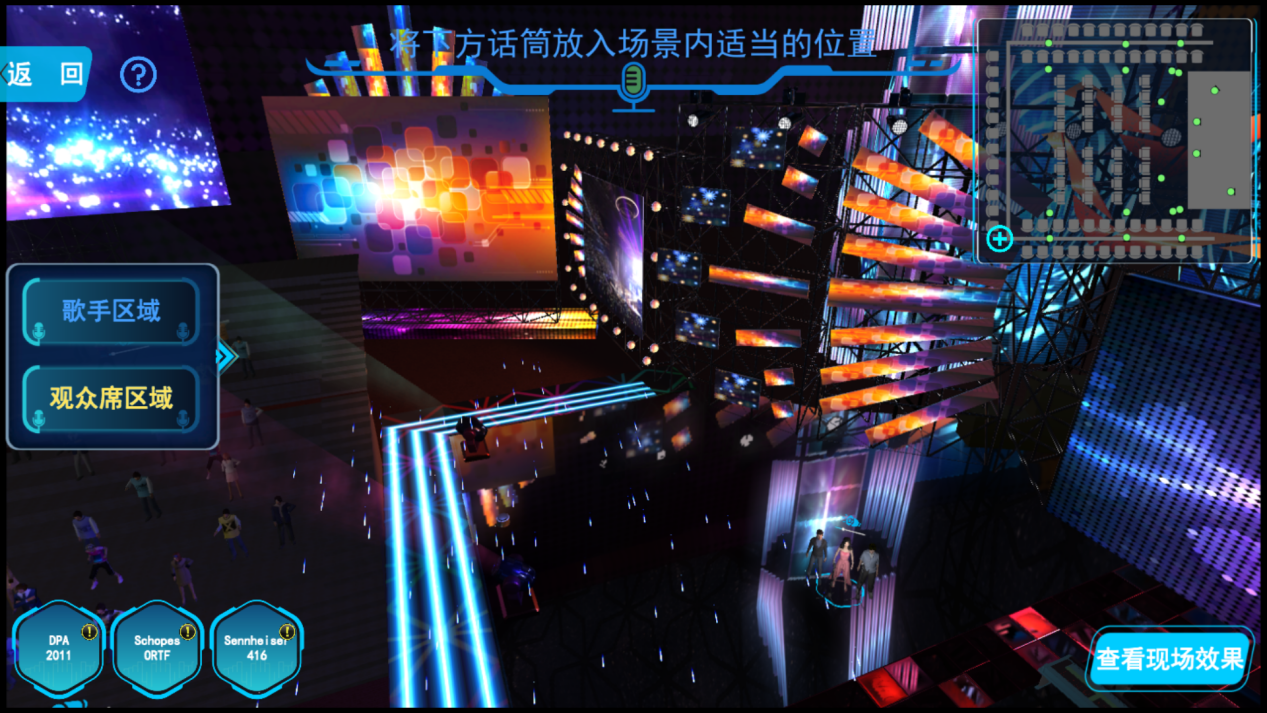 将下方话筒放入场景内适当的位置
返 回
?
歌手区域
观众席区域
DPA
2011
Schopes
ORTF
Sennheiser
416
查看现场效果